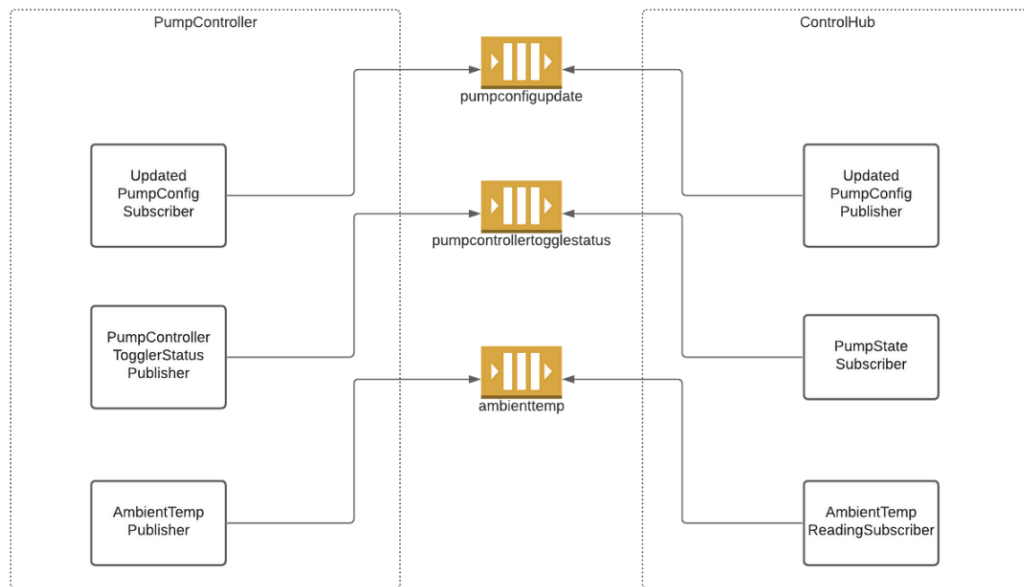 PumpController
ControlHub
pumpconfigupdate
Updated
PumpConfig
Subscriber
Updated
PumpConfig
Publisher
pumpcontrollertogglestatus
PumpController
TogglerStatus
Publisher
PumpState
Subscriber
ambienttemp
AmbientTemp
Publisher
AmbientTemp
ReadingSubscriber